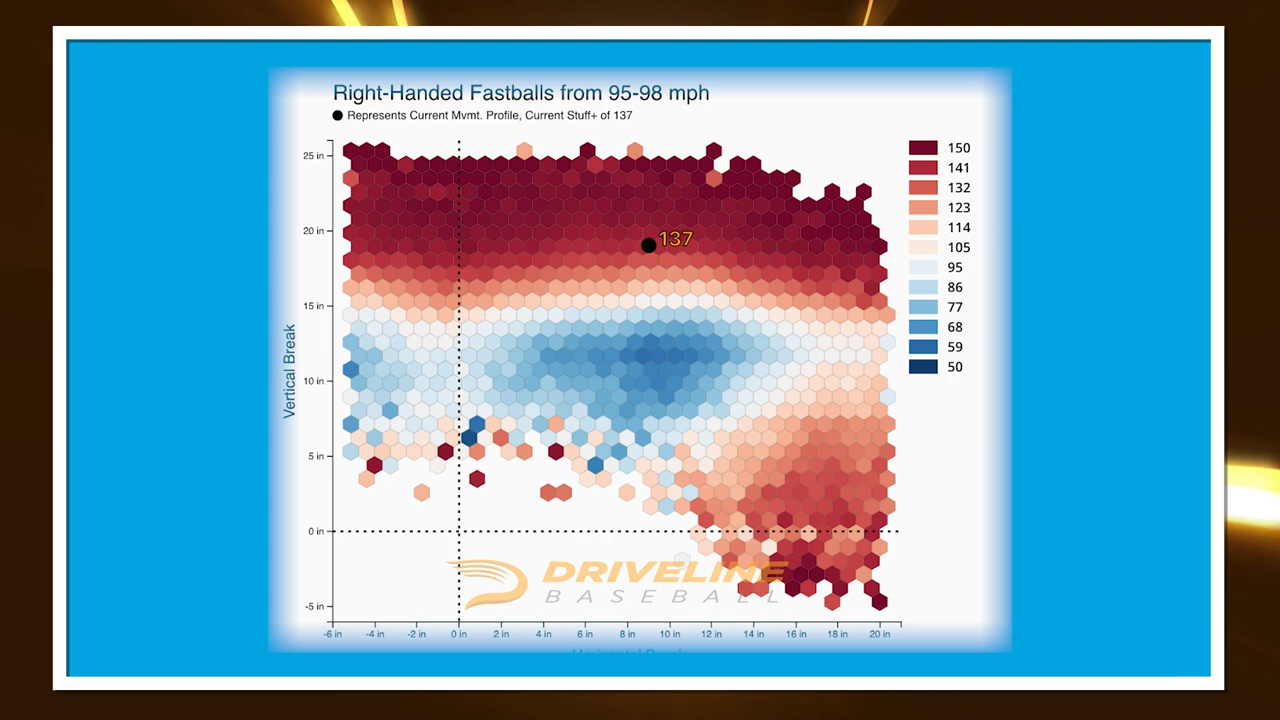 Right-Handed Fastballs from 95-98 mph
Represents Current Mvmt. Profile, Current Stuff+ of 137
25 in
20 in
15 in
10 in
5 in
0 in
-5 in
Vertical Break
137
150
141
132
123
114
105
95
86
77
68
59
50
DRIVELINE
BASEBALL
-6 in -4 in -2 in 0 in 2 in 4 in 6 in 8 in 10 in 12 in 14 in 16 in 18 in 20 in